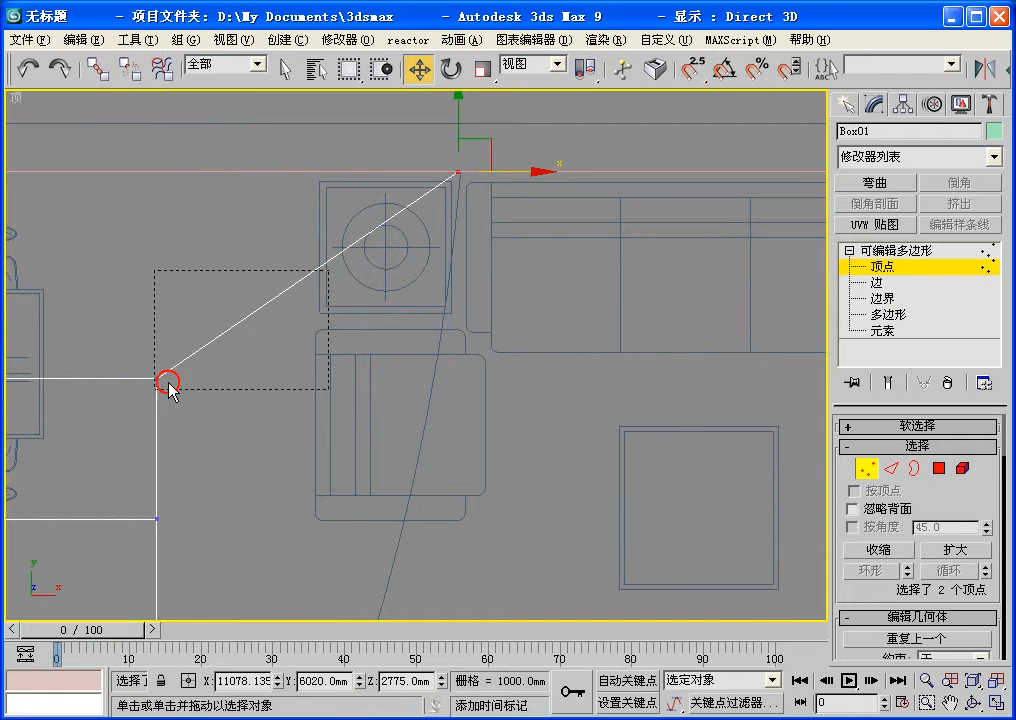 无标题 - 项目文件夹: D:\My Documents\3dsmax - Autodesk 3ds Max 9 - 显示 : Direct 3D
文件(F) 编辑(E) 工具(T) 组(G) 视图(V) 创建(C) 修改器(O) reactor 动画(A) 图表编辑器(D) 渲染(R) 自定义(U) MAXScript(M) 帮助(H)
全部 视图 2.5 % ABC
顶
x
Box01
修改器列表
弯曲 倒角
倒角剖面 挤出
UVW 贴图 编辑样条线
可编辑多边形
顶点
边
边界
多边形
元素
+ 软选择
- 选择
按顶点
忽略背面
按角度: 45.0
收缩 扩大
环形 循环
选择了 2 个顶点
- 编辑几何体
重复上一个
y
z x
< 0 / 100 >
0 10 20 30 40 50 60 70 80 90 100
选择了 X: 11078.135 Y: 6020.0mm Z: 2775.0mm 栅格 = 1000.0mm 自动关键点 选定对象
单击或单击并拖动以选择对象 添加时间标记 设置关键点 关键点过滤器... 0